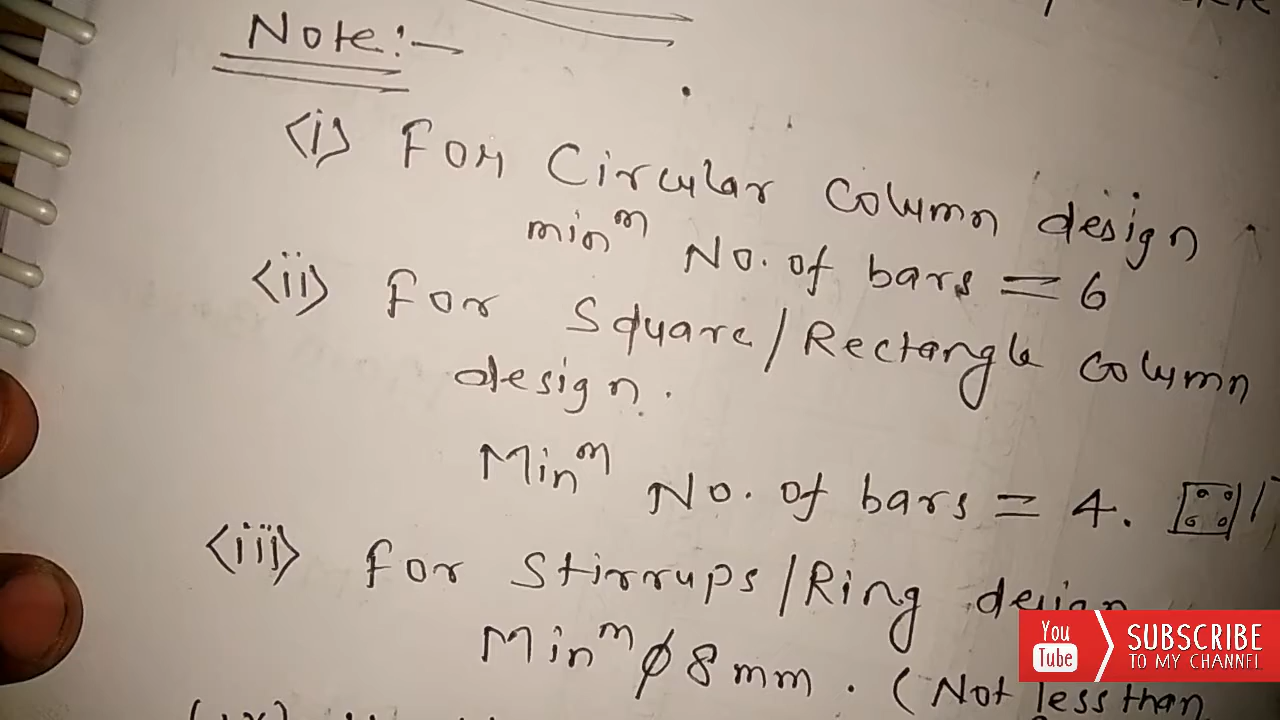 Note:-
(i) For Circular Column design
minᵐ No. of bars = 6
(ii) For Square/Rectangle Column
design.
Minᵐ No. of bars = 4.
(iii) For Stirrups/Ring design
Minᵐ ϕ 8 mm. (Not less than
You
Tube
SUBSCRIBE
TO MY CHANNEL